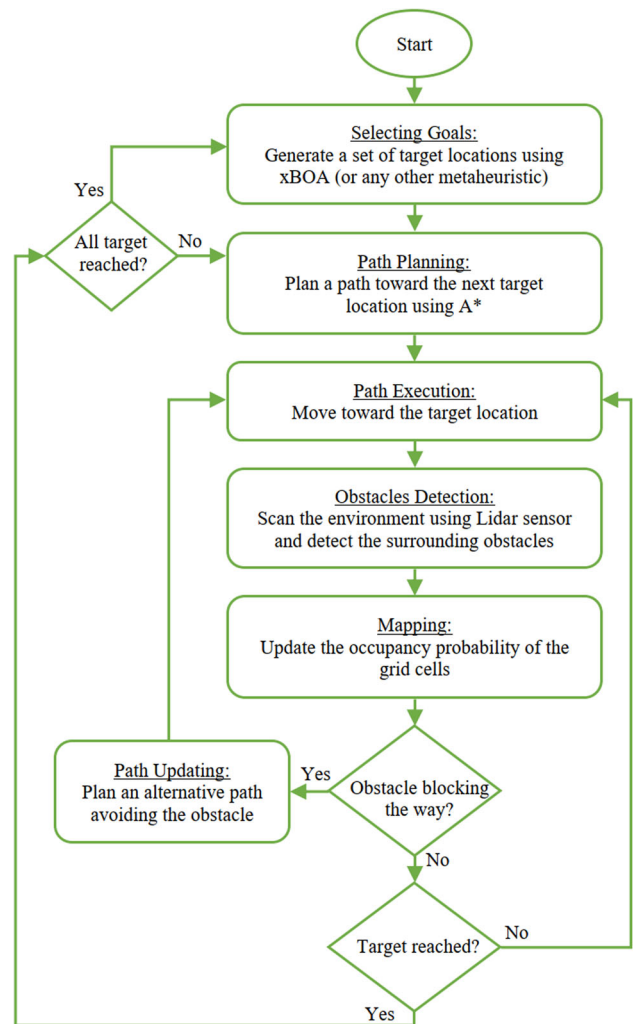 Start
Selecting Goals:
Generate a set of target locations using
xBOA (or any other metaheuristic)
Yes
All target
reached?
No
Path Planning:
Plan a path toward the next target
location using A*
Path Execution:
Move toward the target location
Obstacles Detection:
Scan the environment using Lidar sensor
and detect the surrounding obstacles
Mapping:
Update the occupancy probability of the
grid cells
Path Updating:
Plan an alternative path
avoiding the obstacle
Yes
Obstacle blocking
the way?
No
Target reached?
No
Yes